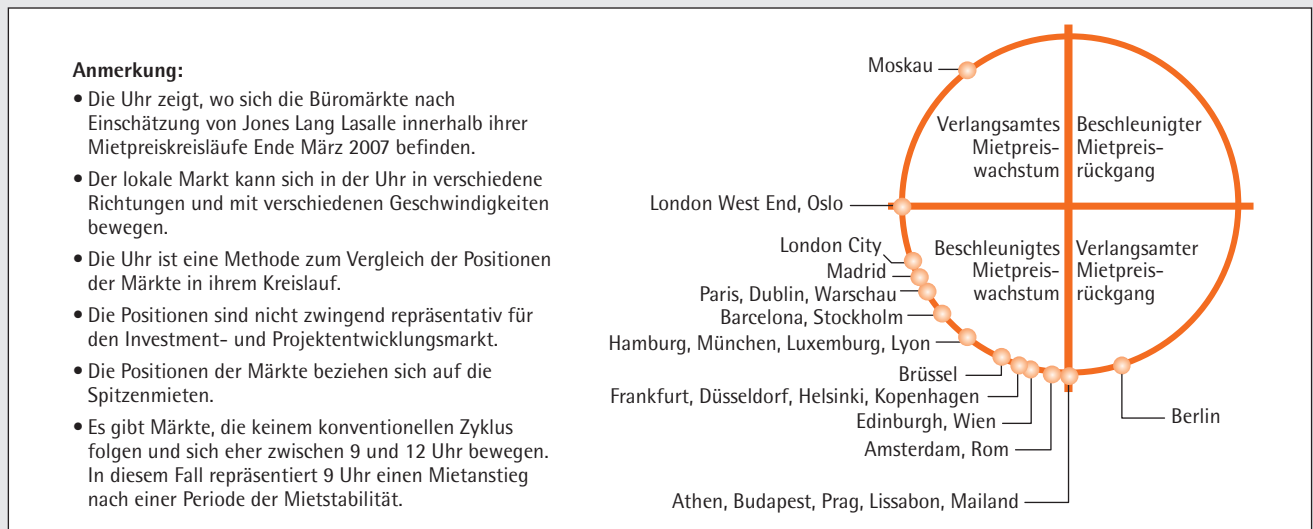 Anmerkung:
• Die Uhr zeigt, wo sich die Büromärkte nach
Einschätzung von Jones Lang Lasalle innerhalb ihrer
Mietpreiskreisläufe Ende März 2007 befinden.
• Der lokale Markt kann sich in der Uhr in verschiedene
Richtungen und mit verschiedenen Geschwindigkeiten
bewegen.
• Die Uhr ist eine Methode zum Vergleich der Positionen
der Märkte in ihrem Kreislauf.
• Die Positionen sind nicht zwingend repräsentativ für
den Investment- und Projektentwicklungsmarkt.
• Die Positionen der Märkte beziehen sich auf die
Spitzenmieten.
• Es gibt Märkte, die keinem konventionellen Zyklus
folgen und sich eher zwischen 9 und 12 Uhr bewegen.
In diesem Fall repräsentiert 9 Uhr einen Mietanstieg
nach einer Periode der Mietstabilität.
Moskau
Verlangsamtes
Mietpreis-
wachstum
Beschleunigter
Mietpreis-
rückgang
London West End, Oslo
London City
Madrid
Paris, Dublin, Warschau
Barcelona, Stockholm
Hamburg, München, Luxemburg, Lyon
Beschleunigtes
Mietpreis-
wachstum
Verlangsamter
Mietpreis-
rückgang
Brüssel
Frankfurt, Düsseldorf, Helsinki, Kopenhagen
Edinburgh, Wien
Amsterdam, Rom
Berlin
Athen, Budapest, Prag, Lissabon, Mailand